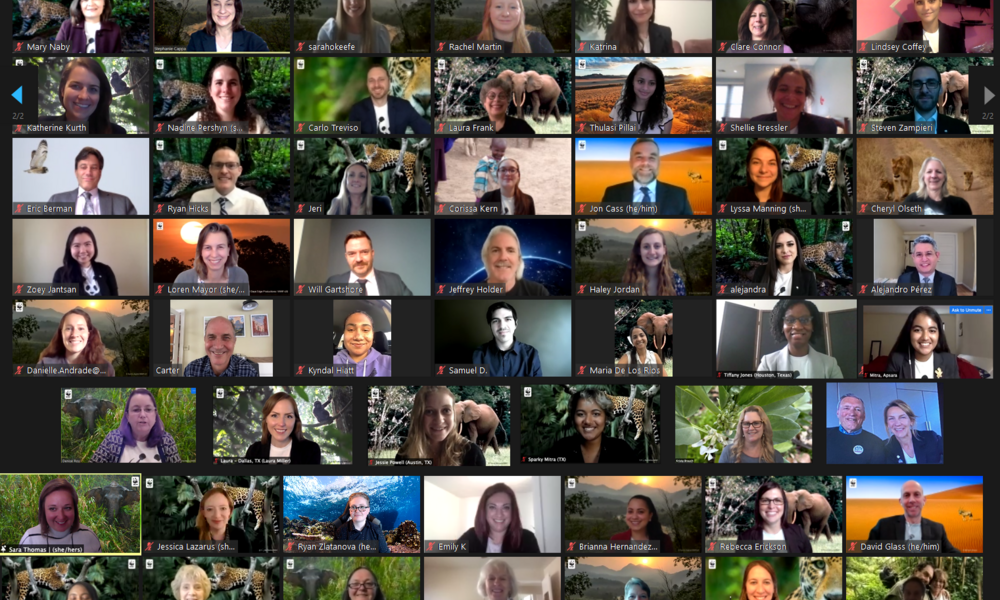 Mary Naby
Stephanie Cappa
sarahokeefe
Rachel Martin
Katrina
Clare Connor
Lindsey Coffey
2/2
Katherine Kurth
Nadine Pershyn (s...
Carlo Treviso
Laura Frank
Thulasi Pillai
Shellie Bressler
Steven Zampieri
2/2
Eric Berman
Ryan Hicks
Jeri
Corissa Kern
Jon Cass (he/him)
Lyssa Manning (sh...
Cheryl Olseth
Zoey Jantsan
Loren Mayor (she/...
Will Gartshore
Jeffrey Holder
Haley Jordan
alejandra
Alejandro Pérez
Ask to Unmute
Danielle.Andrade@...
Carter
Kyndal Hiatt
Samuel D.
Maria De Los Rios
Tiffany Jones (Houston, Texas)
Mitra, Apsara
Laura - Dallas, TX (Laura Miller)
Jessie Powell (Austin, TX)
Sparky Mitra (TX)
Sara Thomas | (she/hers)
Jessica Lazarus (sh...
Ryan Zlatanova (he...
Emily K
Brianna Hernandez...
Rebecca Erickson
David Glass (he/him)